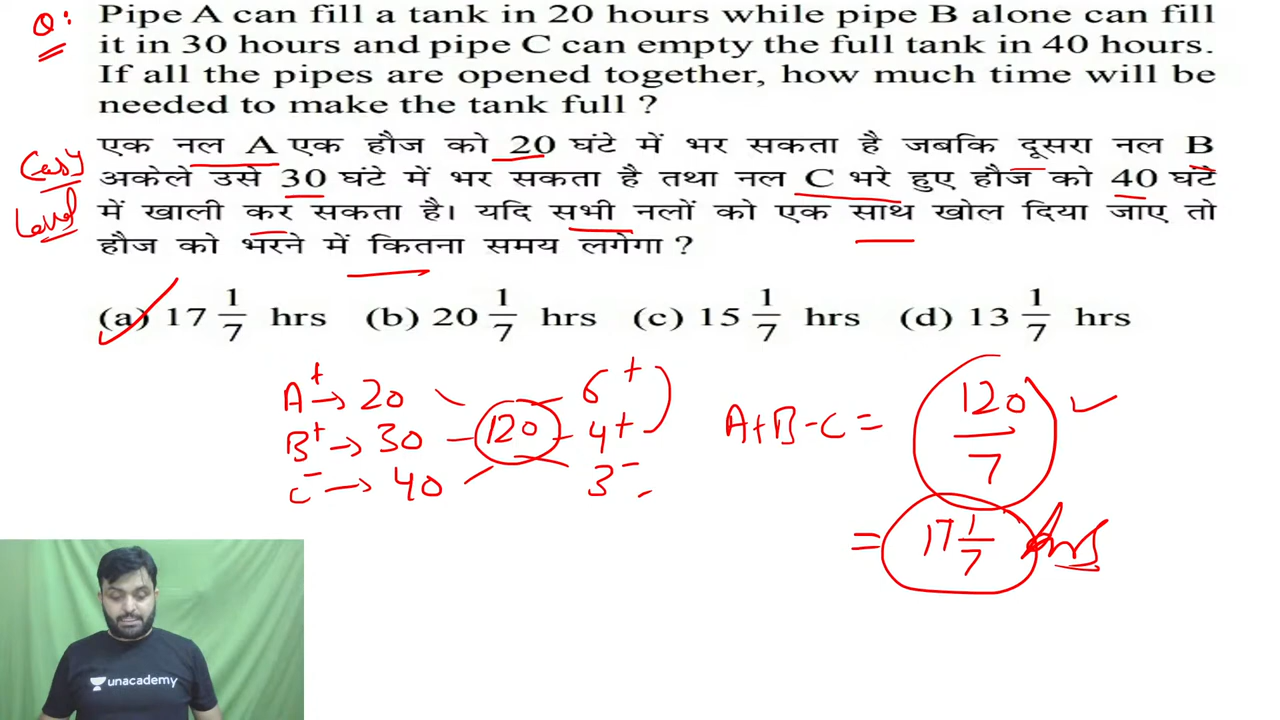 Q:
Pipe A can fill a tank in 20 hours while pipe B alone can fill
it in 30 hours and pipe C can empty the full tank in 40 hours.
If all the pipes are opened together, how much time will be
needed to make the tank full ?
एक नल A एक हौज को 20 घंटे में भर सकता है जबकि दूसरा नल B
अकेले उसे 30 घंटे में भर सकता है तथा नल C भरे हुए हौज को 40 घंटे
में खाली कर सकता है। यदि सभी नलों को एक साथ खोल दिया जाए तो
हौज को भरने में कितना समय लगेगा ?
Easy
Level
(a) 17 1/7 hrs (b) 20 1/7 hrs (c) 15 1/7 hrs (d) 13 1/7 hrs
A+ → 20
B+ → 30
C- → 40
120
6+
4+
3-
A+B-C = 120/7
= 17 1/7 hrs
unacademy